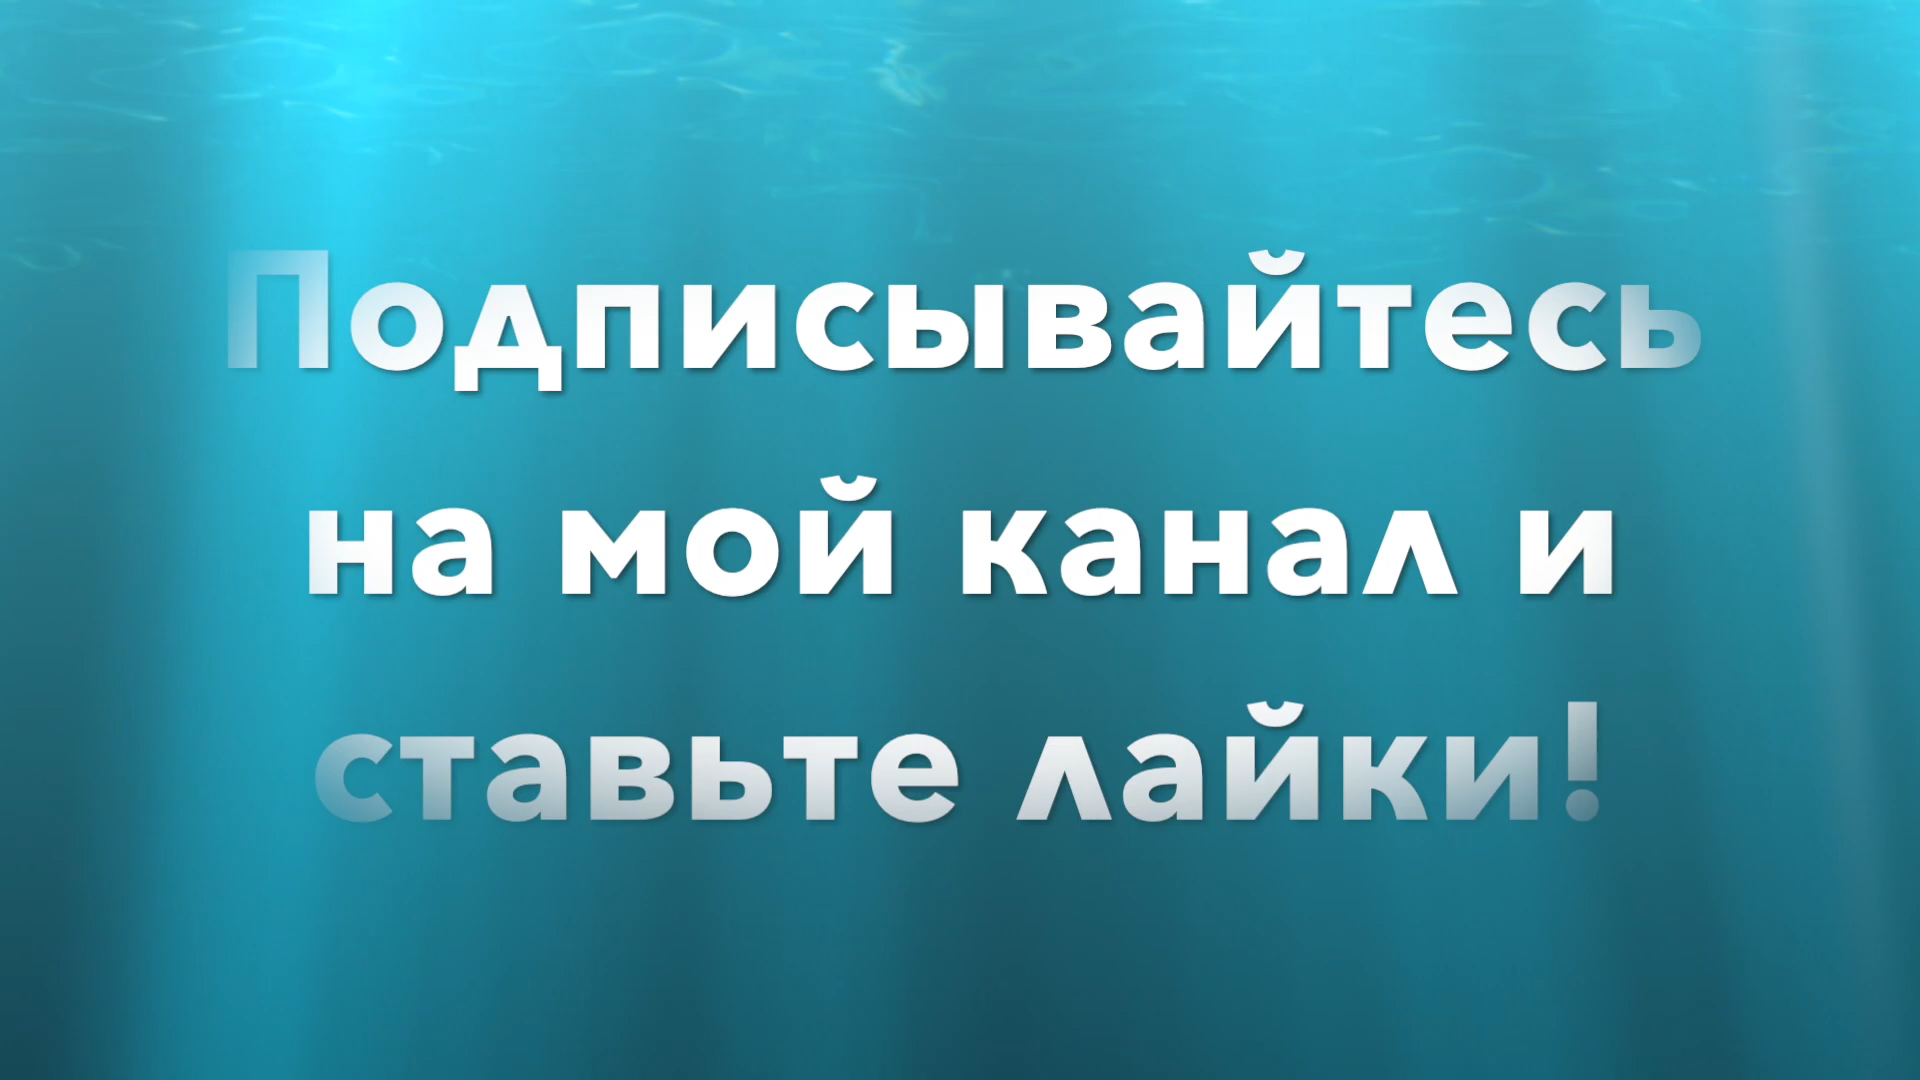 Подписывайтесь
на мой канал и
ставьте лайки!